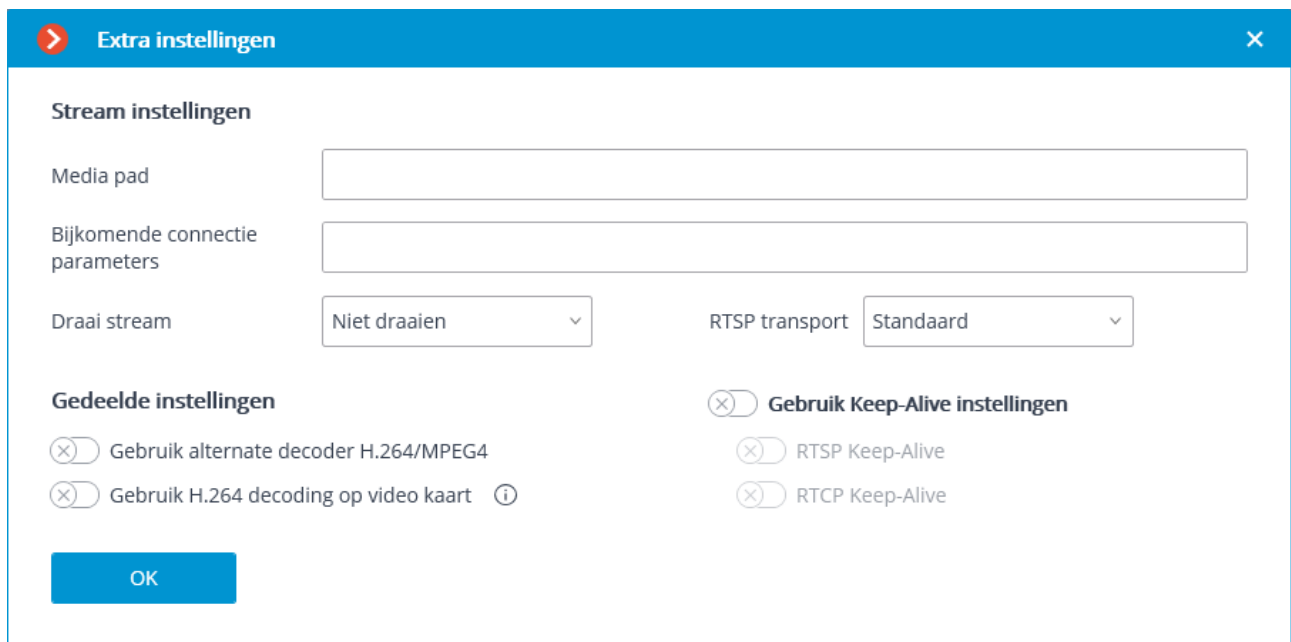 Extra instellingen
Stream instellingen
Media pad
Bijkomende connectie
parameters
Draai stream
Niet draaien
RTSP transport
Standaard
Gedeelde instellingen
Gebruik Keep-Alive instellingen
Gebruik alternate decoder H.264/MPEG4
RTSP Keep-Alive
Gebruik H.264 decoding op video kaart
RTCP Keep-Alive
OK